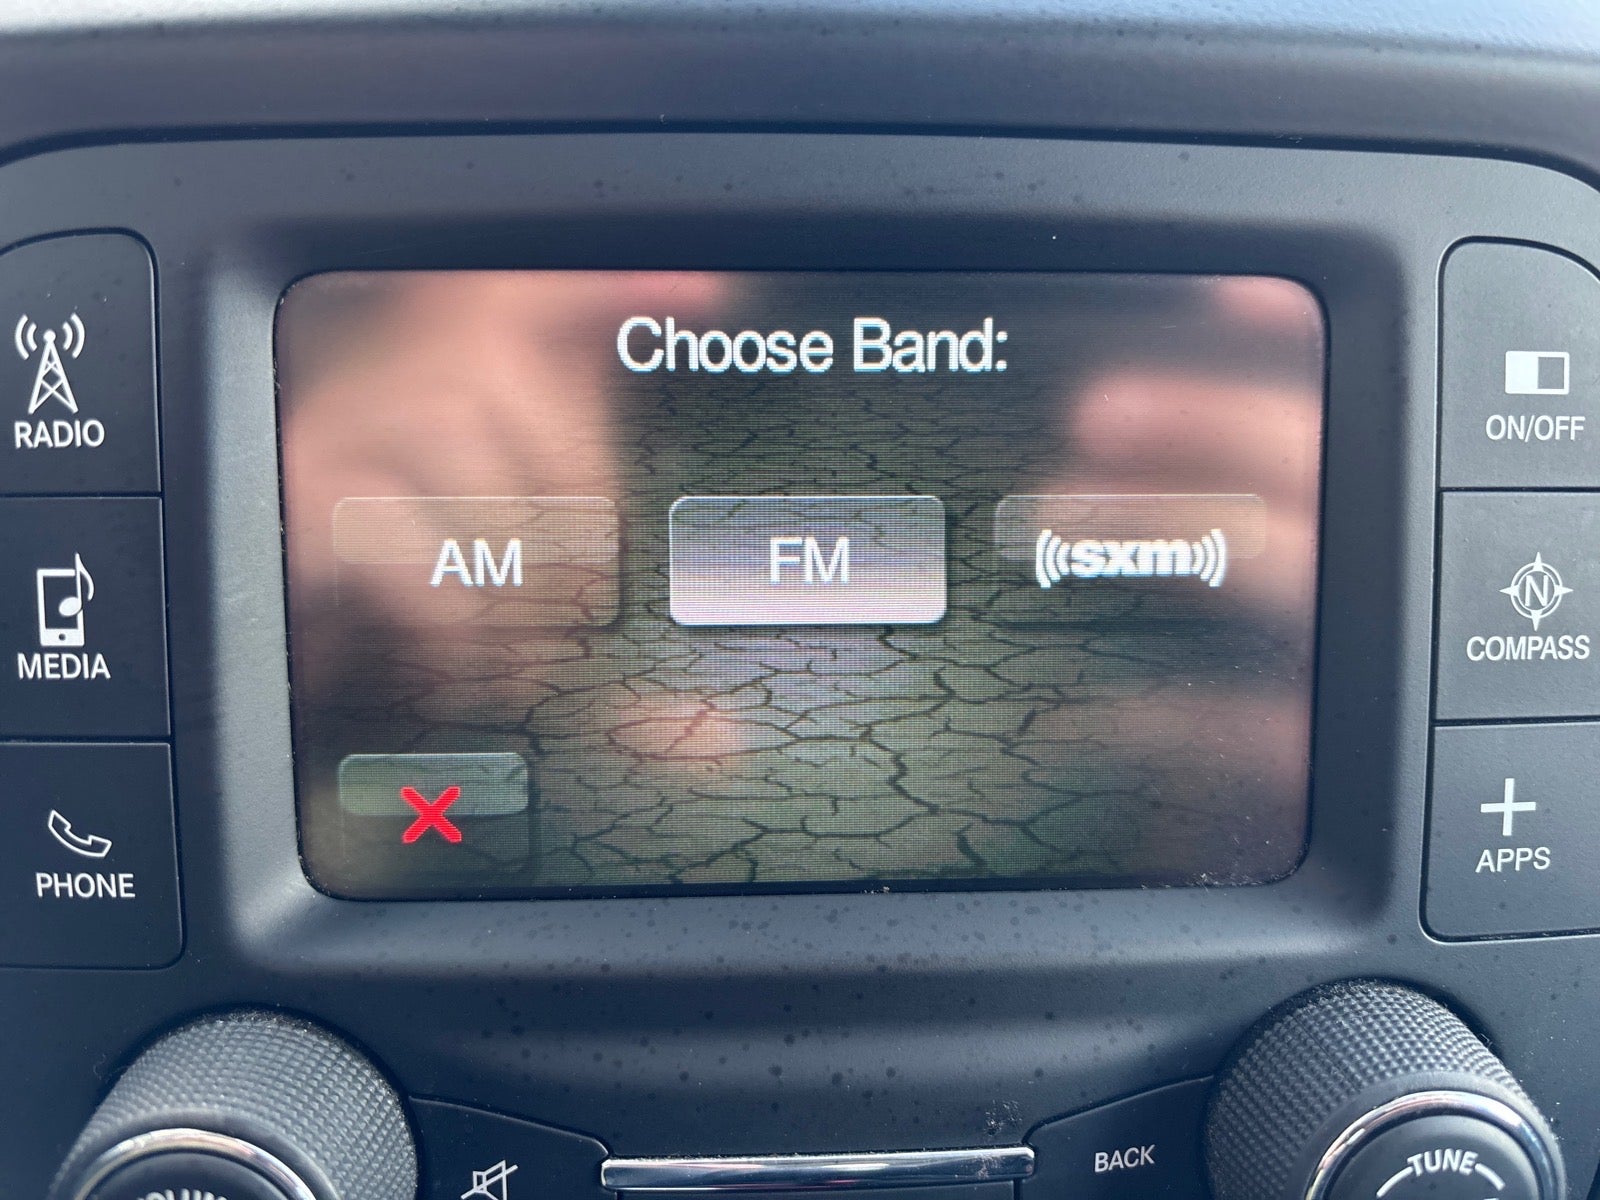 Choose Band:
RADIO
ON/OFF
AM
FM
sxm
N
MEDIA
COMPASS
PHONE
APPS
BACK
TUNE